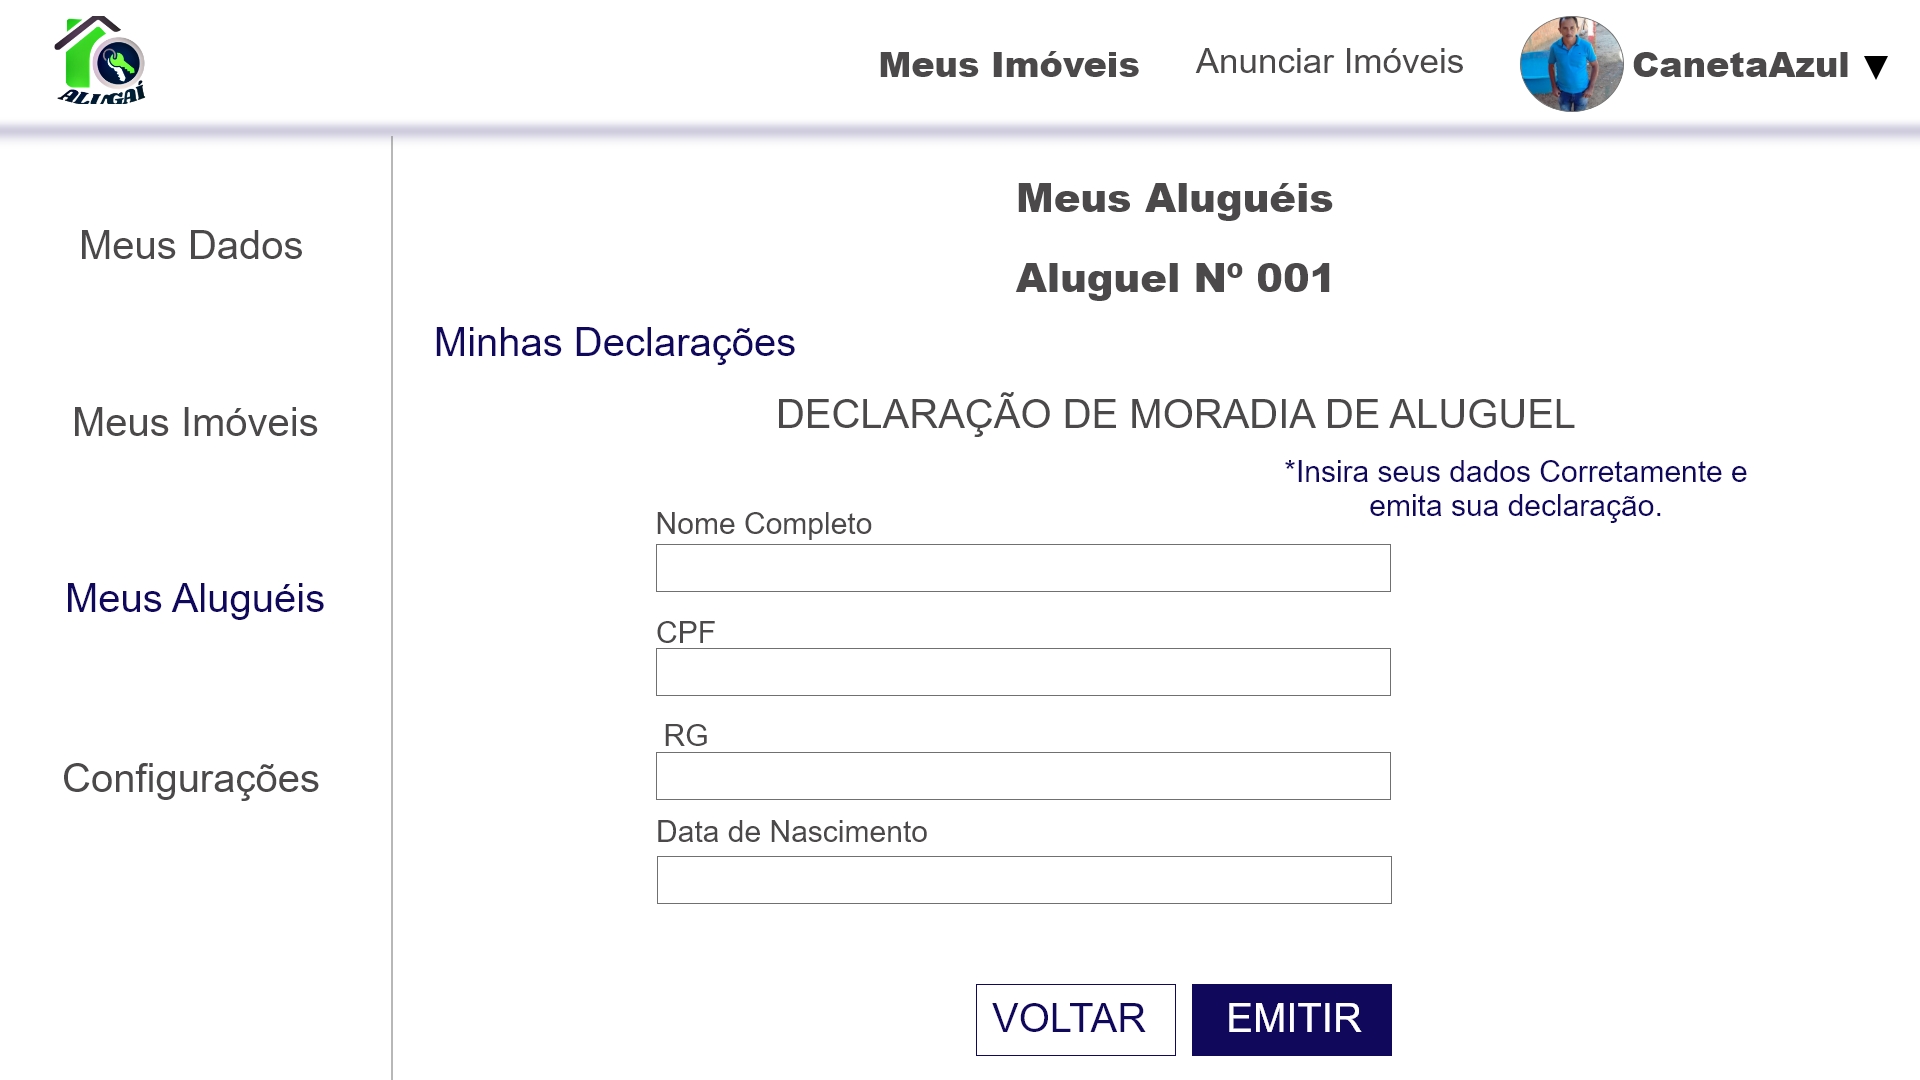 ALUGAÍ
Meus Imóveis
Anunciar Imóveis
CanetaAzul ▼
Meus Dados
Meus Imóveis
Meus Aluguéis
Configurações
Meus Aluguéis
Aluguel Nº 001
Minhas Declarações
DECLARAÇÃO DE MORADIA DE ALUGUEL
*Insira seus dados Corretamente e
emita sua declaração.
Nome Completo
CPF
RG
Data de Nascimento
VOLTAR
EMITIR